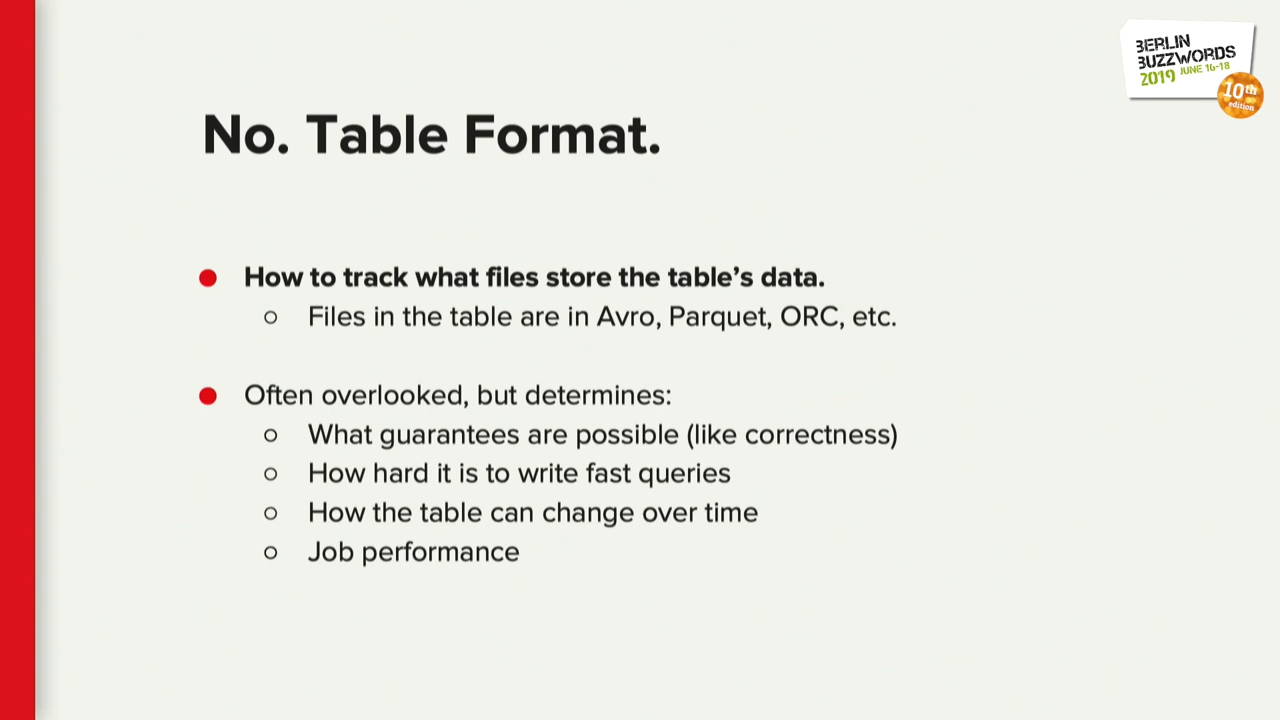 BERLIN
BUZZWORDS
2019 JUNE 16-18
10th
edition
No. Table Format.
● How to track what files store the table’s data.
○ Files in the table are in Avro, Parquet, ORC, etc.
● Often overlooked, but determines:
○ What guarantees are possible (like correctness)
○ How hard it is to write fast queries
○ How the table can change over time
○ Job performance